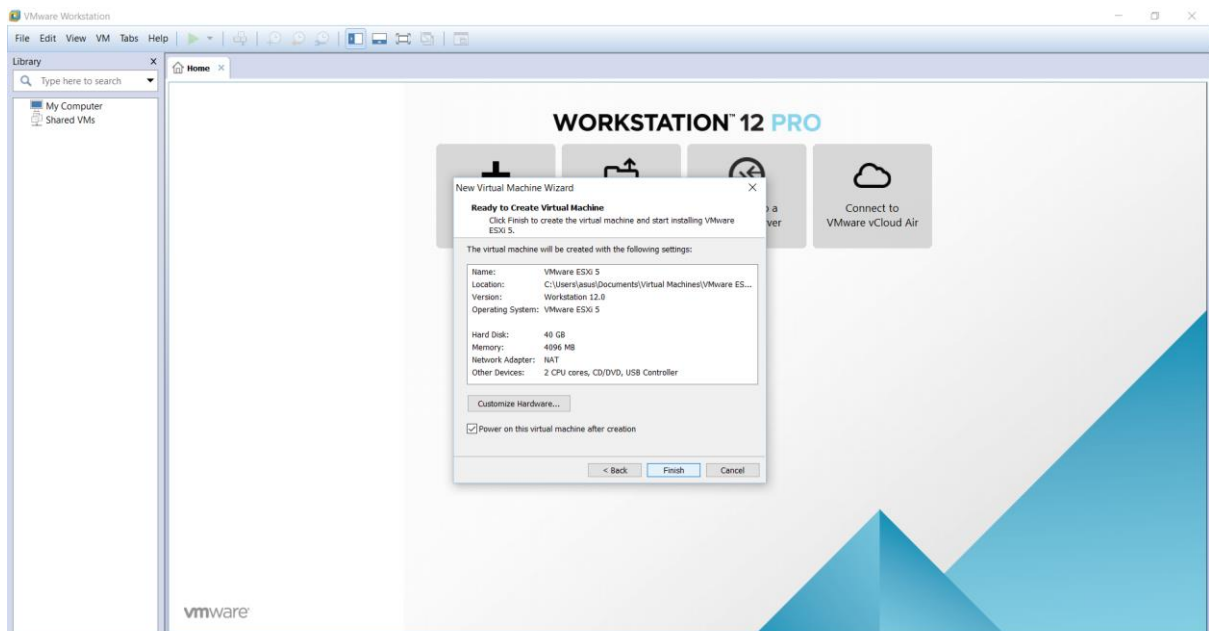 VMware Workstation
File Edit View VM Tabs Help
Library X
Type here to search
My Computer
Shared VMs
Home ×
WORKSTATION™ 12 PRO
Connect to
VMware vCloud Air
New Virtual Machine Wizard
Ready to Create Virtual Machine
Click Finish to create the virtual machine and start installing VMware
ESXi 5.
The virtual machine will be created with the following settings:
Name: VMware ESXi 5
Location: C:\Users\asus\Documents\Virtual Machines\VMware ES...
Version: Workstation 12.0
Operating System: VMware ESXi 5
Hard Disk: 40 GB
Memory: 4096 MB
Network Adapter: NAT
Other Devices: 2 CPU cores, CD/DVD, USB Controller
Customize Hardware...
Power on this virtual machine after creation
< Back Finish Cancel
a
ver
vmware